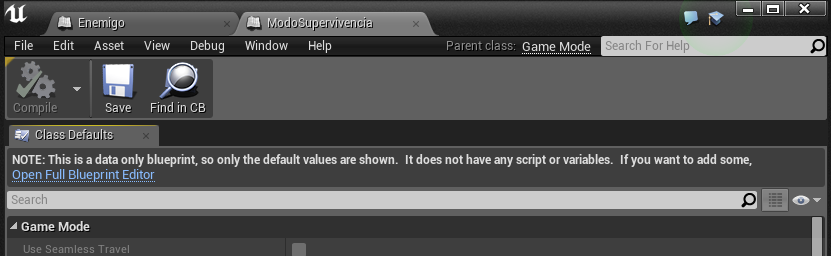 Enemigo
ModoSupervivencia
File Edit Asset View Debug Window Help Parent class: Game Mode Search For Help
Compile Save Find in CB
Class Defaults
NOTE: This is a data only blueprint, so only the default values are shown. It does not have any script or variables. If you want to add some,
Open Full Blueprint Editor
Search
Game Mode
Use Seamless Travel